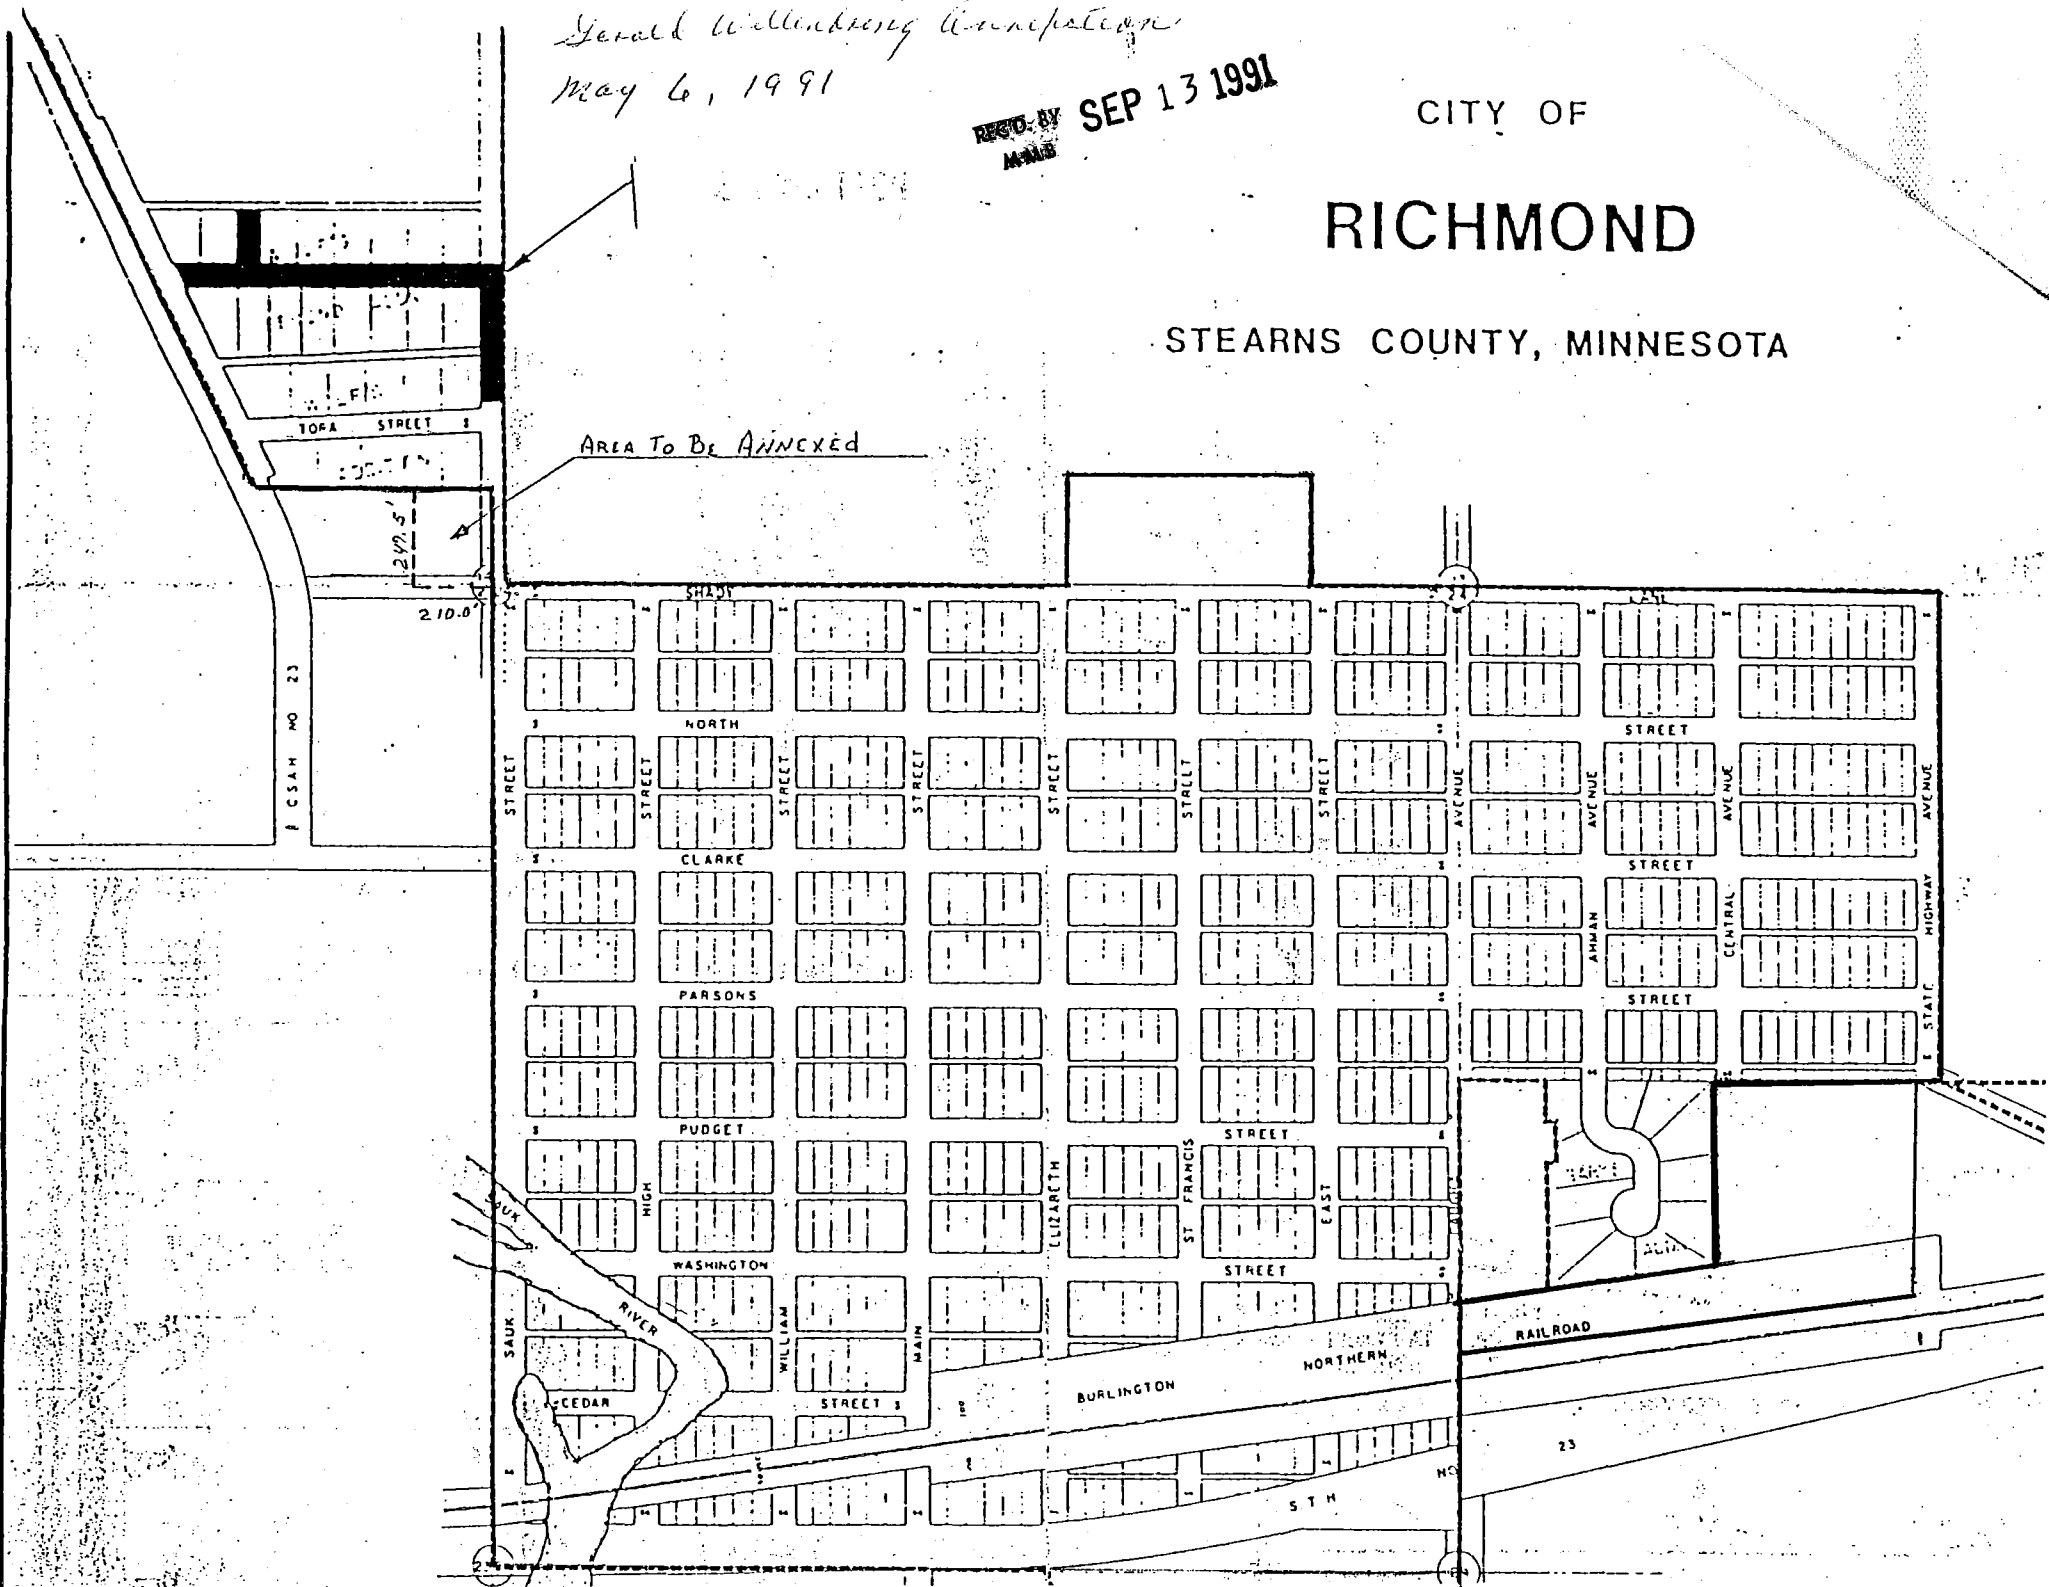 Gerald Willenbring Annexation
May 6, 1991
REC'D. BY SEP 13 1991
MMB
CITY OF
RICHMOND
STEARNS COUNTY, MINNESOTA
STREET
AREA TO BE ANNEXED
247.5'
210.0'
CSAH NO 23
SHADY
NORTH
STREET
STREET
STREET
STREET
STREET
STREET
STREET
STREET
AVENUE
AVENUE
AVENUE
AVENUE
CLARKE
STREET
AHMAN
CENTRAL
STATE HIGHWAY
PARSONS
STREET
PUDGET
STREET
HIGH
ELIZABETH
ST FRANCIS
EAST
WASHINGTON
STREET
RIVER
SAUK
WILLIAM
MAIN
RAILROAD
NORTHERN
BURLINGTON
CEDAR
STREET
100
23
NO
STH